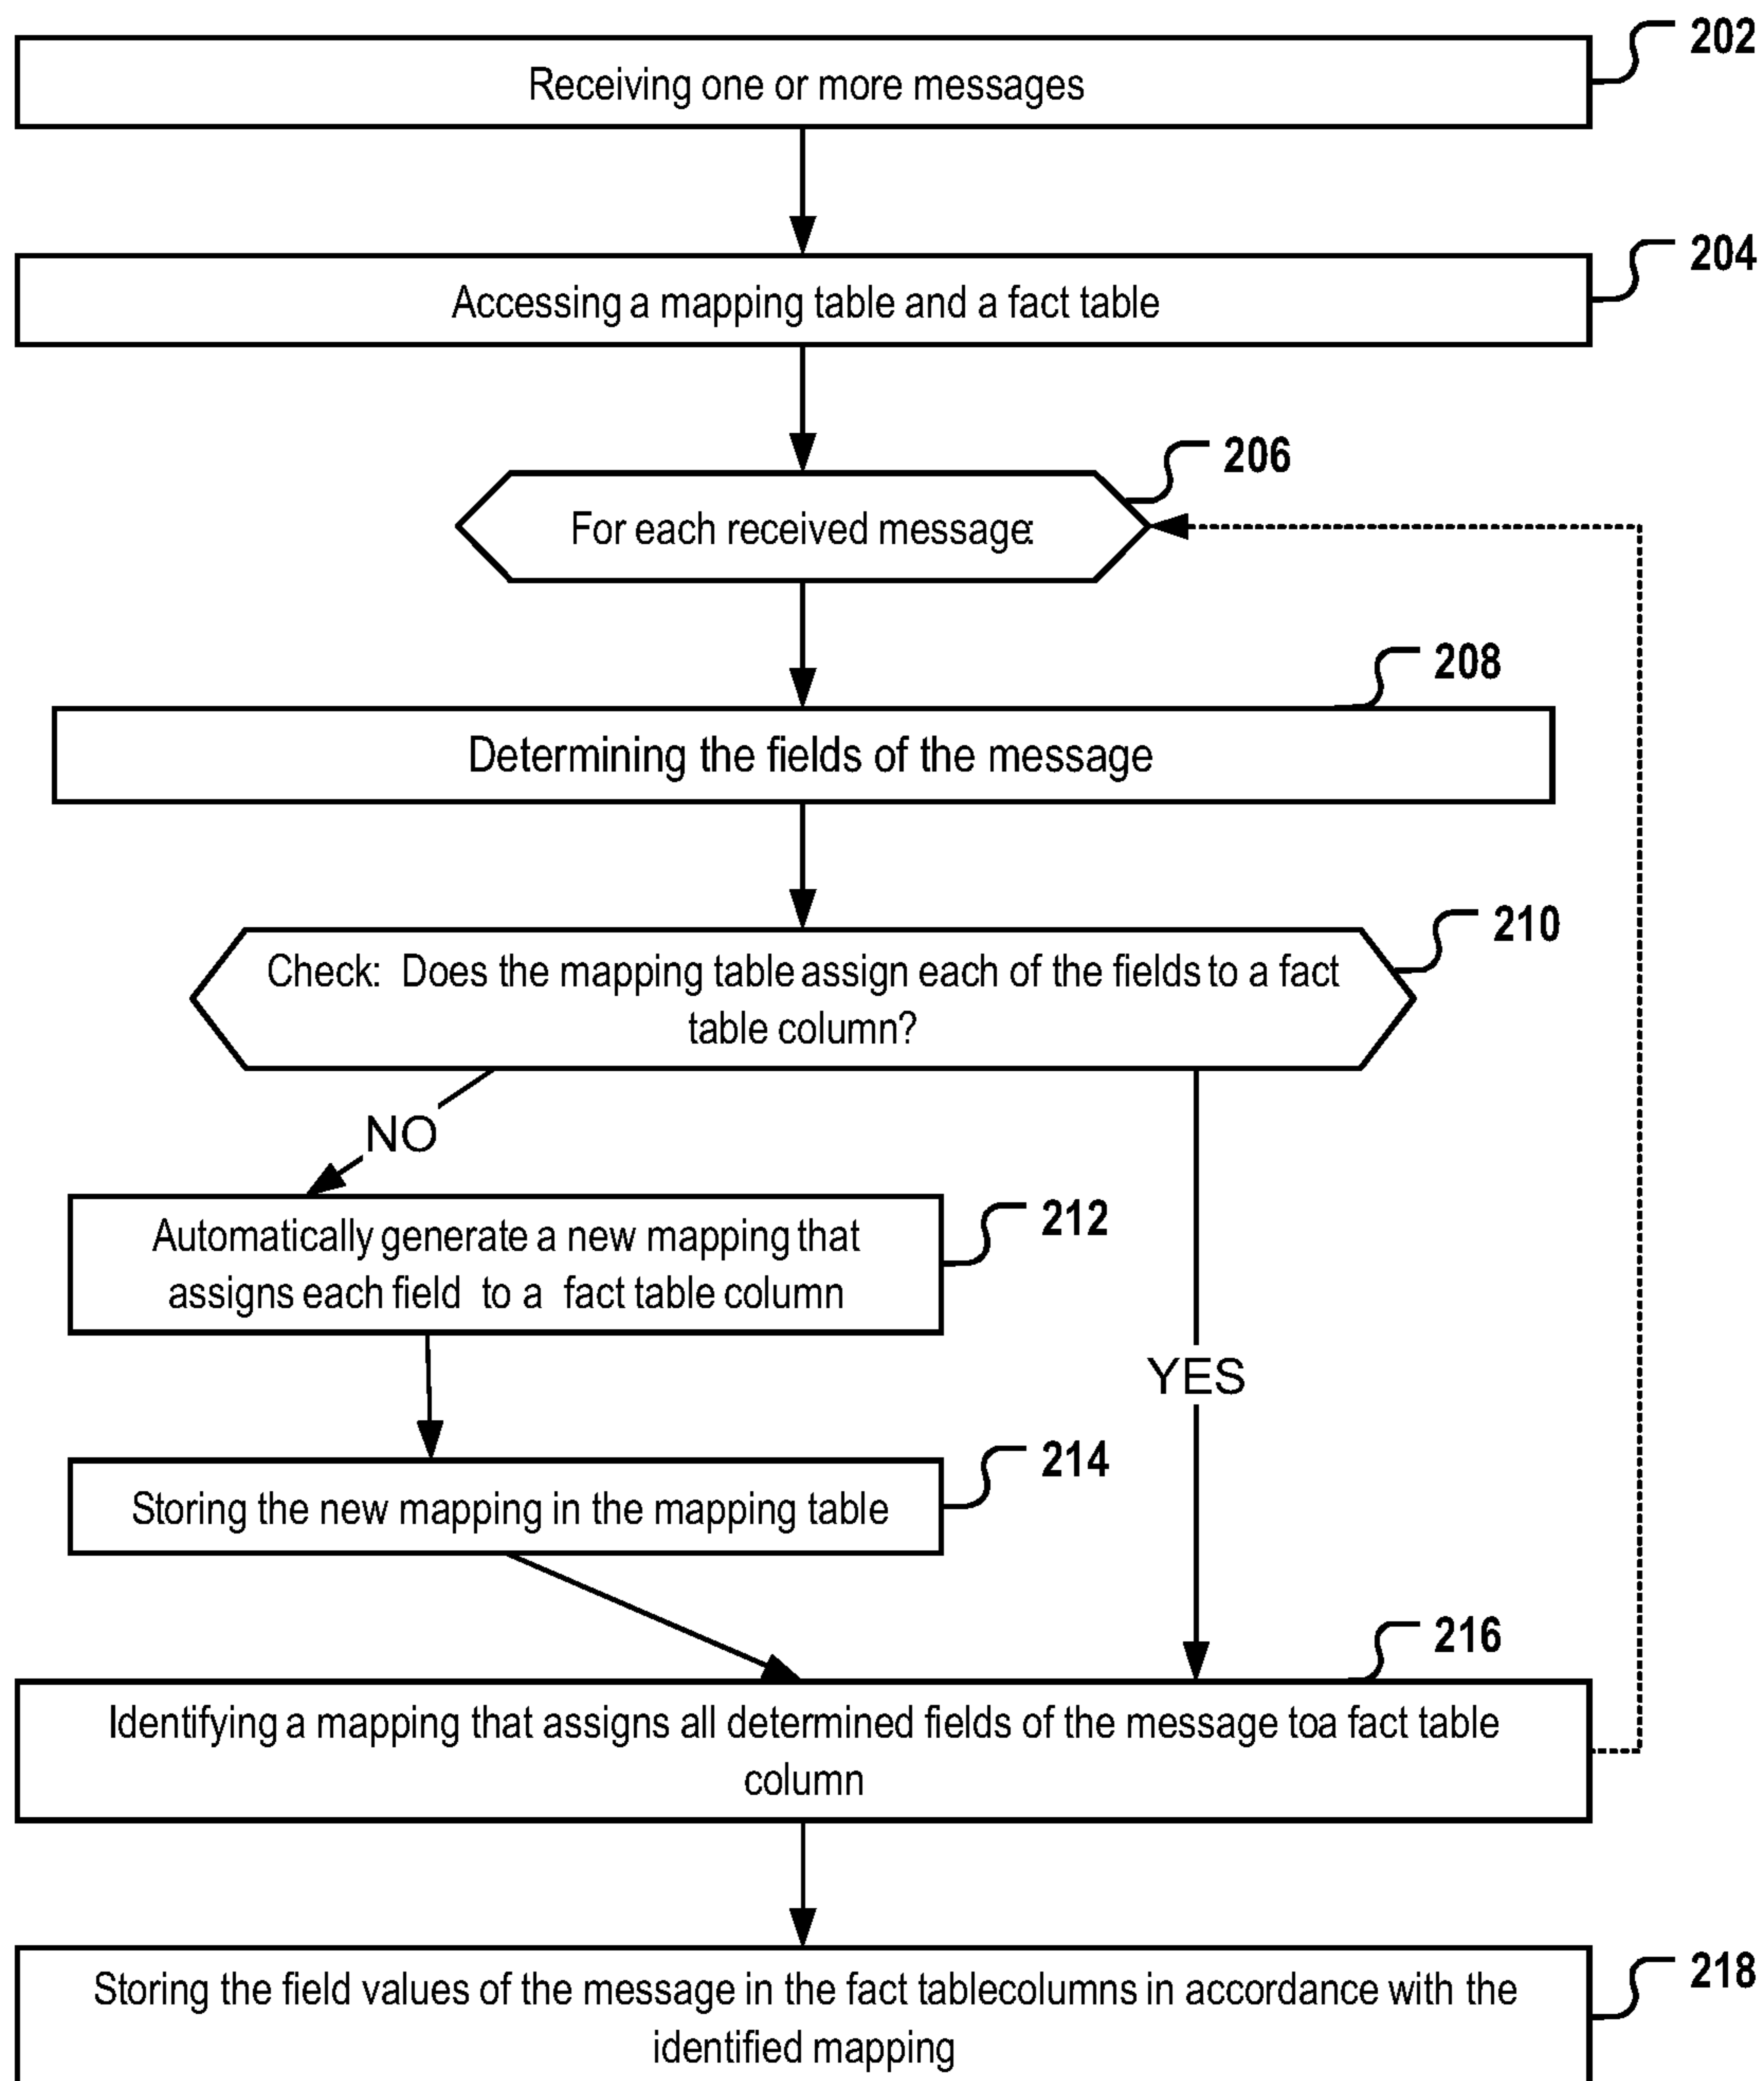 202
Receiving one or more messages
204
Accessing a mapping table and a fact table
206
For each received message:
208
Determining the fields of the message
210
Check: Does the mapping table assign each of the fields to a fact
table column?
NO
212
Automatically generate a new mapping that
assigns each field to a fact table column
YES
214
Storing the new mapping in the mapping table
216
Identifying a mapping that assigns all determined fields of the message toa fact table
column
218
Storing the field values of the message in the fact tablecolumns in accordance with the
identified mapping